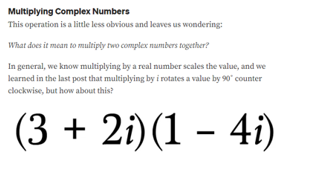 Multiplying Complex Numbers
This operation is a little less obvious and leaves us wondering:
What does it mean to multiply two complex numbers together?
In general, we know multiplying by a real number scales the value, and we
learned in the last post that multiplying by i rotates a value by 90˚ counter
clockwise, but how about this?
(3 + 2i)(1 − 4i)